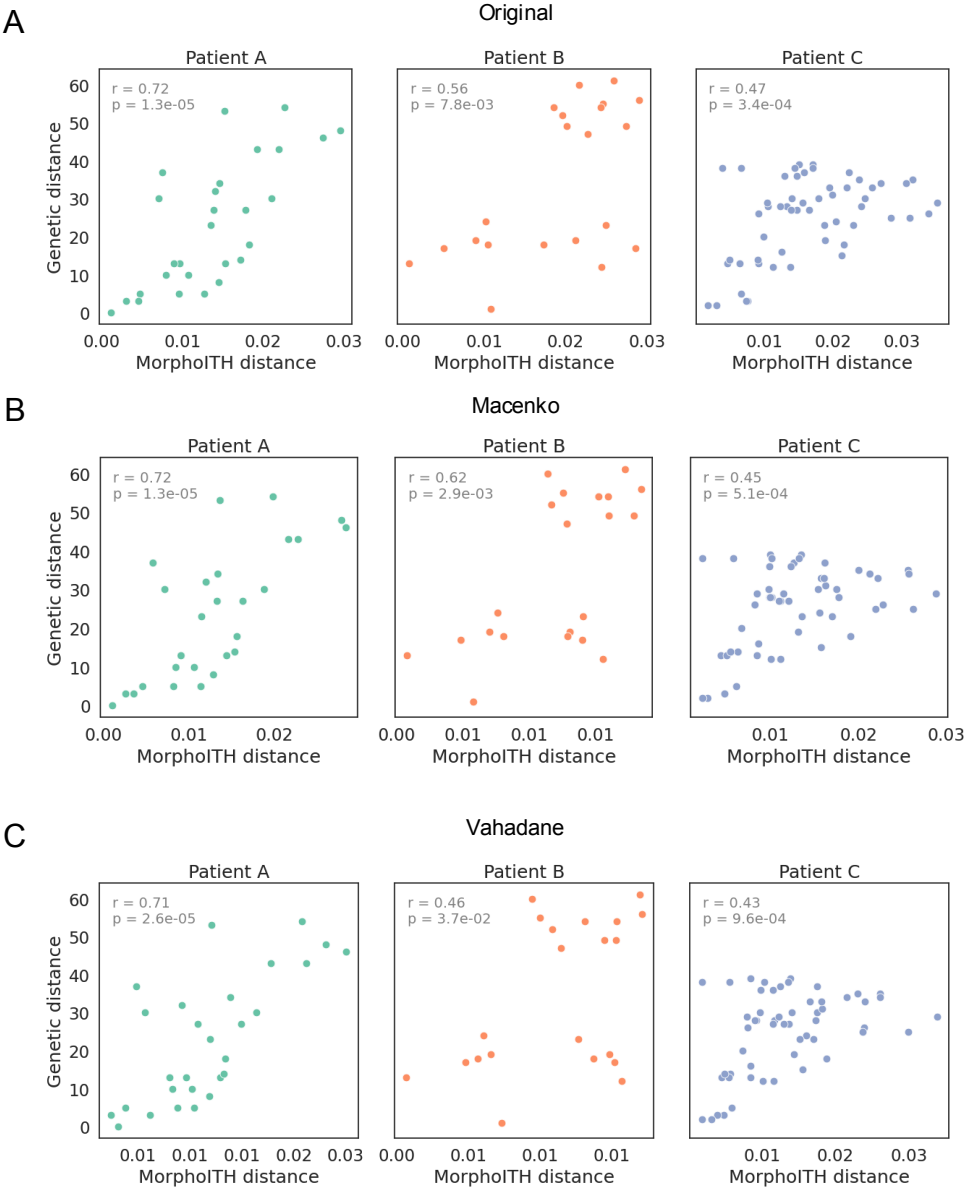 A
Original
Patient A
Patient B
Patient C
r = 0.72
p = 1.3e-05
r = 0.56
p = 7.8e-03
r = 0.47
p = 3.4e-04
Genetic distance
60
50
40
30
20
10
0
0.00 0.01 0.02 0.03
0.00 0.01 0.02 0.03
0.01 0.02 0.03
MorphoITH distance
MorphoITH distance
MorphoITH distance
B
Macenko
Patient A
Patient B
Patient C
r = 0.72
p = 1.3e-05
r = 0.62
p = 2.9e-03
r = 0.45
p = 5.1e-04
Genetic distance
60
50
40
30
20
10
0
0.00 0.01 0.02
0.00 0.01 0.01 0.01
0.01 0.02 0.03
MorphoITH distance
MorphoITH distance
MorphoITH distance
C
Vahadane
Patient A
Patient B
Patient C
r = 0.71
p = 2.6e-05
r = 0.46
p = 3.7e-02
r = 0.43
p = 9.6e-04
Genetic distance
60
50
40
30
20
10
0
0.01 0.01 0.01 0.02 0.03
0.00 0.01 0.01 0.01
0.01 0.02 0.03
MorphoITH distance
MorphoITH distance
MorphoITH distance